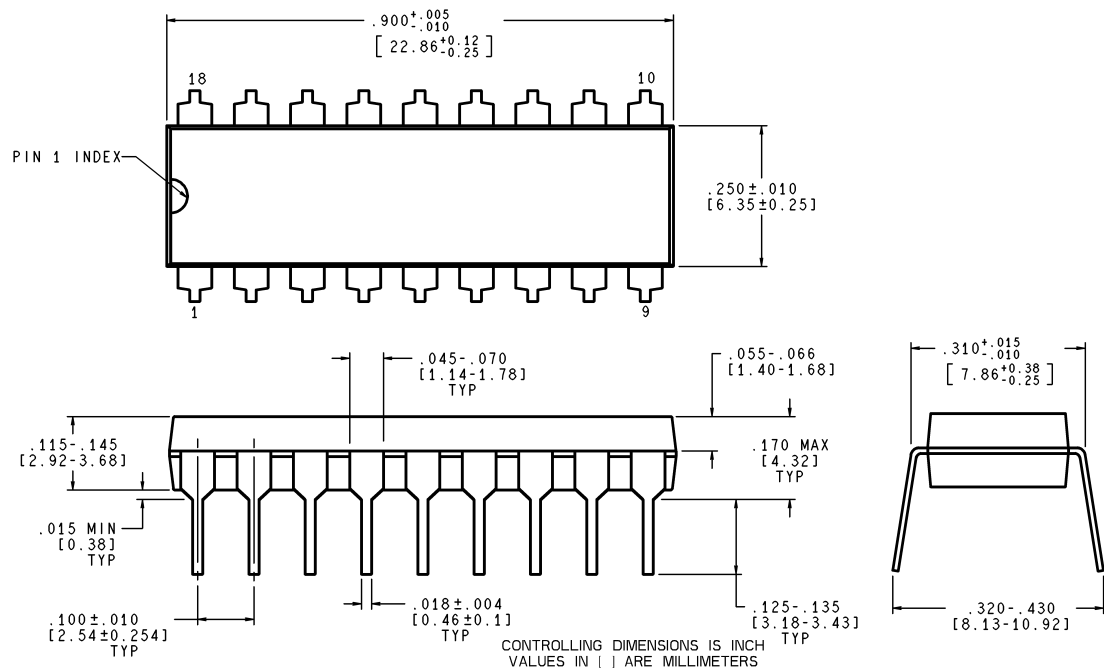 .900+.005
-.010
[ 22.86+0.12
-0.25 ]
18
10
PIN 1 INDEX
.250±.010
[6.35±0.25]
1
9
.045-.070
[1.14-1.78]
TYP
.055-.066
[1.40-1.68]
.310+.015
-.010
[ 7.86+0.38
-0.25 ]
.115-.145
[2.92-3.68]
.170 MAX
[4.32]
TYP
.015 MIN
[0.38]
TYP
.100±.010
[2.54±0.254]
TYP
.018±.004
[0.46±0.1]
TYP
.125-.135
[3.18-3.43]
TYP
.320-.430
[8.13-10.92]
CONTROLLING DIMENSIONS IS INCH
VALUES IN [ ] ARE MILLIMETERS